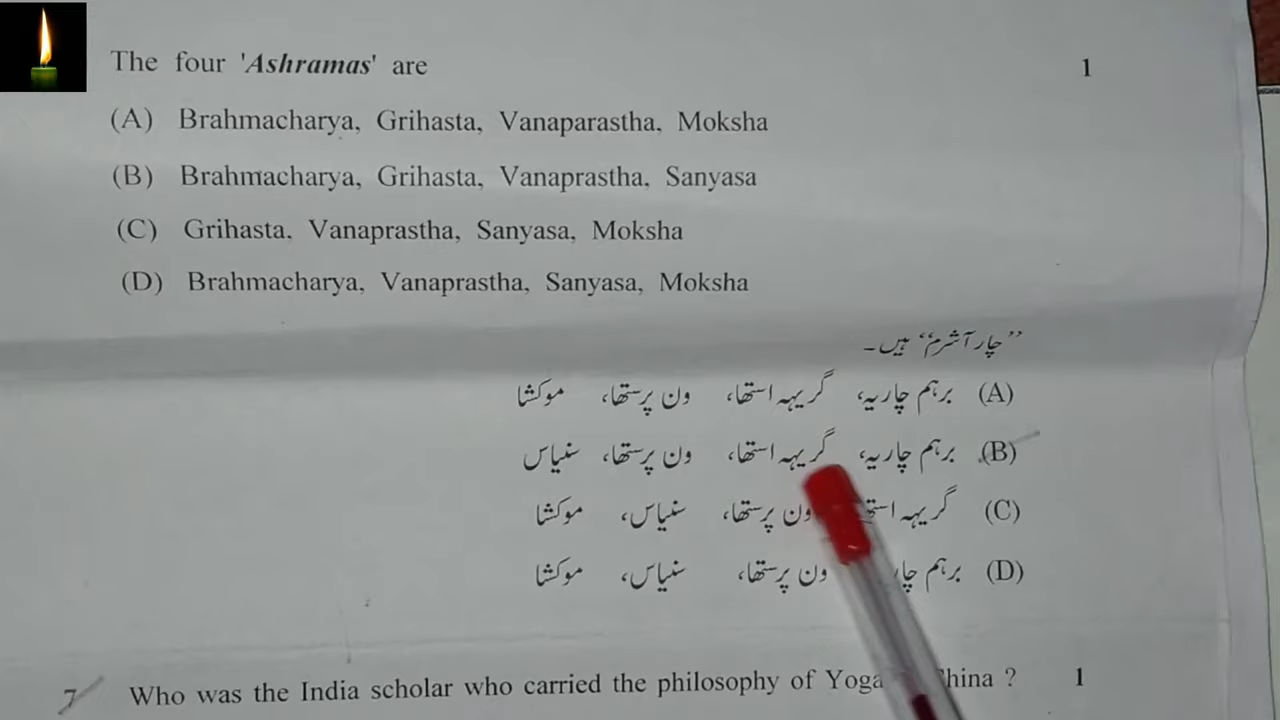 The four 'Ashramas' are 1
(A) Brahmacharya, Grihasta, Vanaparastha, Moksha
(B) Brahmacharya, Grihasta, Vanaprastha, Sanyasa
(C) Grihasta, Vanaprastha, Sanyasa, Moksha
(D) Brahmacharya, Vanaprastha, Sanyasa, Moksha
”چار آشرم“ ہیں۔
(A) برہم چاریہ، گریہہ استھا، ون پرستھا، موکشا
(B) برہم چاریہ، گریہہ استھا، ون پرستھا، سنیاس
(C) گریہہ ون پرستھا، سنیاس، موکشا
(D) برہم ون پرستھا، سنیاس، موکشا
7 Who was the India scholar who carried the philosophy of Yoga China ? 1